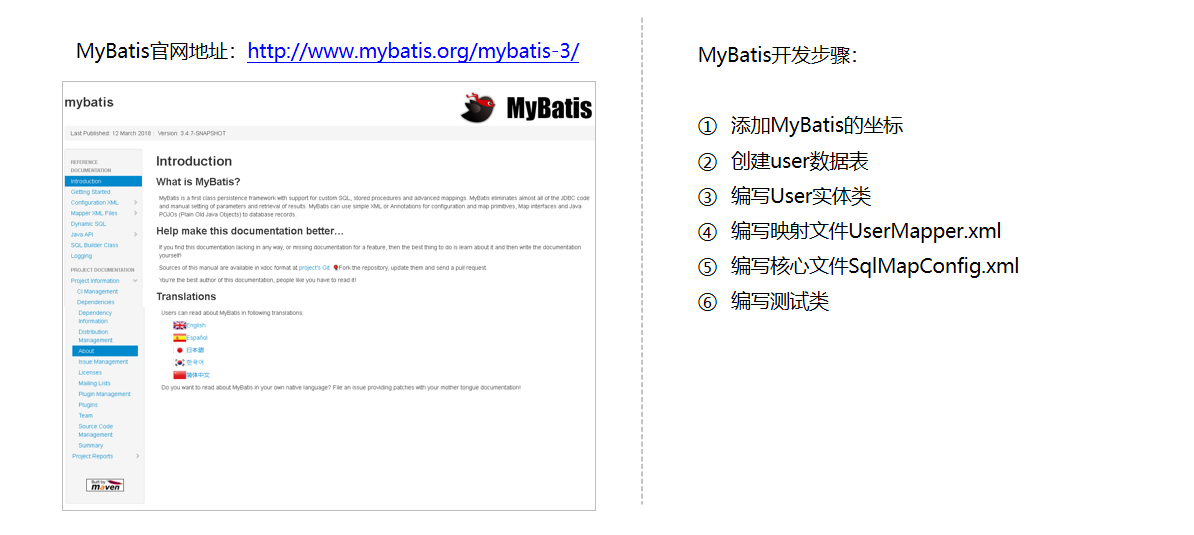 MyBatis官网地址：http://www.mybatis.org/mybatis-3/
mybatis
MyBatis
Last Published: 12 March 2018 | Version: 3.4.7-SNAPSHOT
REFERENCE
DOCUMENTATION
Introduction
Getting Started
Configuration XML
Mapper XML Files
Dynamic SQL
Java API
SQL Builder Class
Logging
PROJECT DOCUMENTATION
Project Information
CI Management
Dependencies
Dependency
Information
Distribution
Management
About
Issue Management
Licenses
Mailing Lists
Plugin Management
Plugins
Team
Source Code
Management
Summary
Project Reports
Built by
maven
Introduction
What is MyBatis?
MyBatis is a first class persistence framework with support for custom SQL, stored procedures and advanced mappings. MyBatis eliminates almost all of the JDBC code
and manual setting of parameters and retrieval of results. MyBatis can use simple XML or Annotations for configuration and map primitives, Map interfaces and Java
POJOs (Plain Old Java Objects) to database records.
Help make this documentation better…
If you find this documentation lacking in any way, or missing documentation for a feature, then the best thing to do is learn about it and then write the documentation
yourself!
Sources of this manual are available in xdoc format at project's Git Fork the repository, update them and send a pull request.
You're the best author of this documentation, people like you have to read it!
Translations
Users can read about MyBatis in following translations:
English
Español
日本語
한국어
简体中文
Do you want to read about MyBatis in your own native language? File an issue providing patches with your mother tongue documentation!
MyBatis开发步骤：
① 添加MyBatis的坐标
② 创建user数据表
③ 编写User实体类
④ 编写映射文件UserMapper.xml
⑤ 编写核心文件SqlMapConfig.xml
⑥ 编写测试类